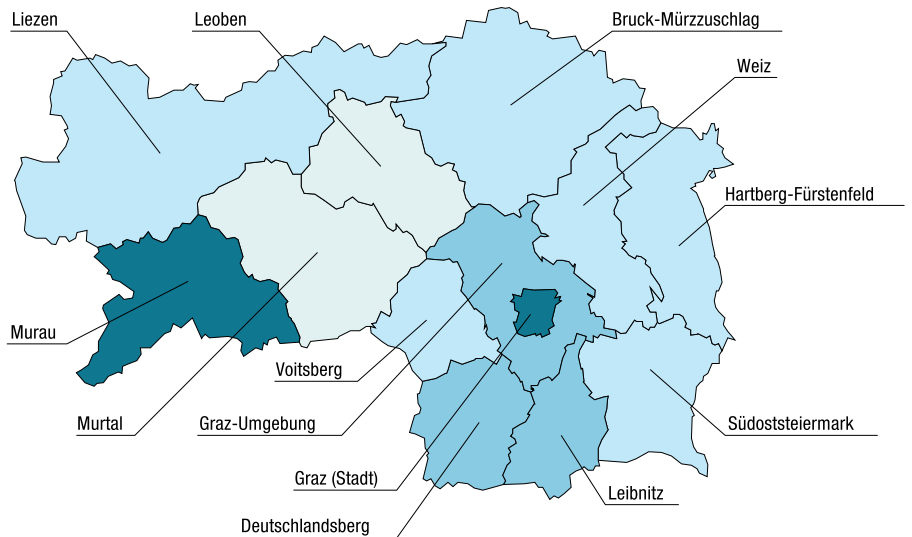 Liezen
Leoben
Bruck-Mürzzuschlag
Weiz
Hartberg-Fürstenfeld
Murau
Voitsberg
Murtal
Graz-Umgebung
Südoststeiermark
Graz (Stadt)
Leibnitz
Deutschlandsberg